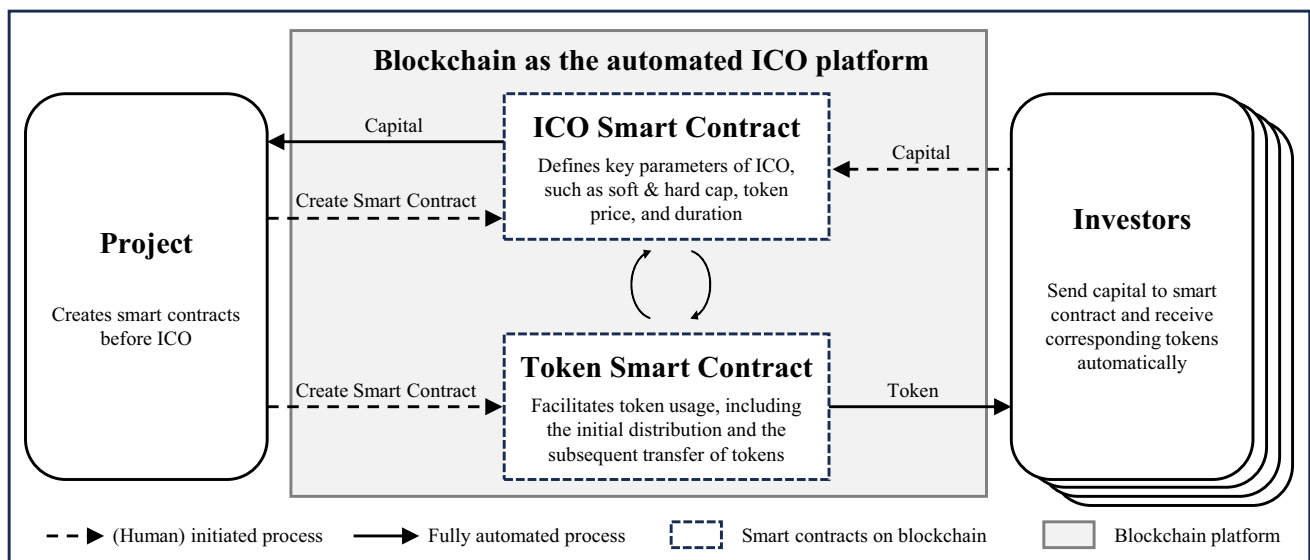 Blockchain as the automated ICO platform
Project
Creates smart contracts
before ICO
Capital
Create Smart Contract
Create Smart Contract
ICO Smart Contract
Defines key parameters of ICO,
such as soft & hard cap, token
price, and duration
Token Smart Contract
Facilitates token usage, including
the initial distribution and the
subsequent transfer of tokens
Capital
Token
Investors
Send capital to smart
contract and receive
corresponding tokens
automatically
(Human) initiated process
Fully automated process
Smart contracts on blockchain
Blockchain platform